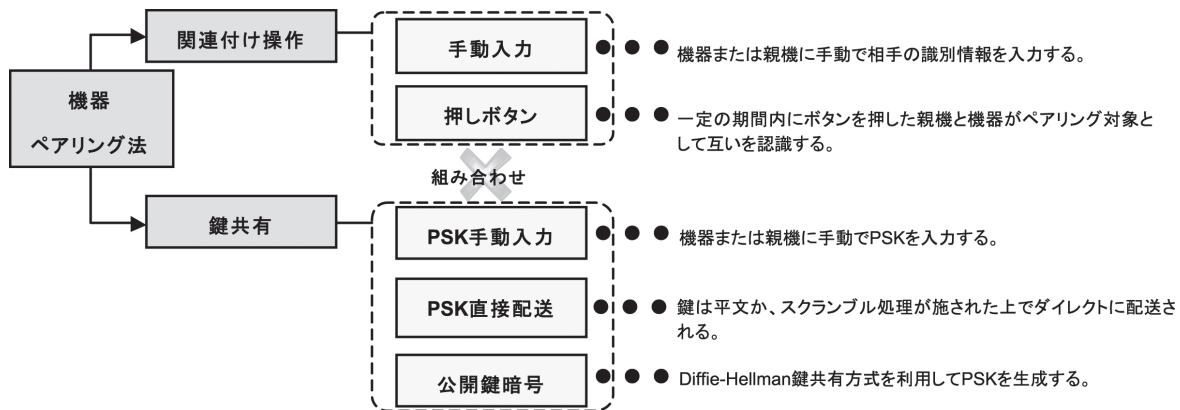 機器
ペアリング法
関連付け操作
手動入力
●●● 機器または親機に手動で相手の識別情報を入力する。
押しボタン
●●● 一定の期間内にボタンを押した親機と機器がペアリング対象と
して互いを認識する。
組み合わせ
鍵共有
PSK手動入力
●●● 機器または親機に手動でPSKを入力する。
PSK直接配送
●●● 鍵は平文か、スクランブル処理が施された上でダイレクトに配送さ
れる。
公開鍵暗号
●●● Diffie-Hellman鍵共有方式を利用してPSKを生成する。